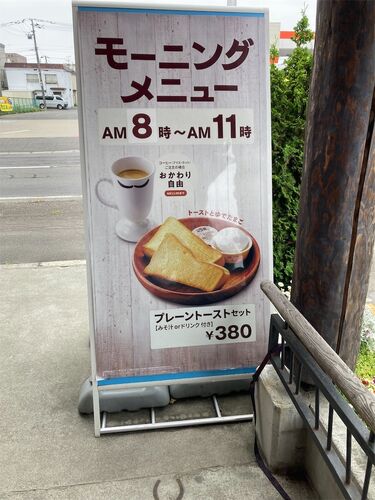 モーニング
メニュー
AM 8時〜AM 11時
おかわり
自由
トーストとゆでたまご
プレーントーストセット
【みそ汁 or ドリンク 付き】
¥380